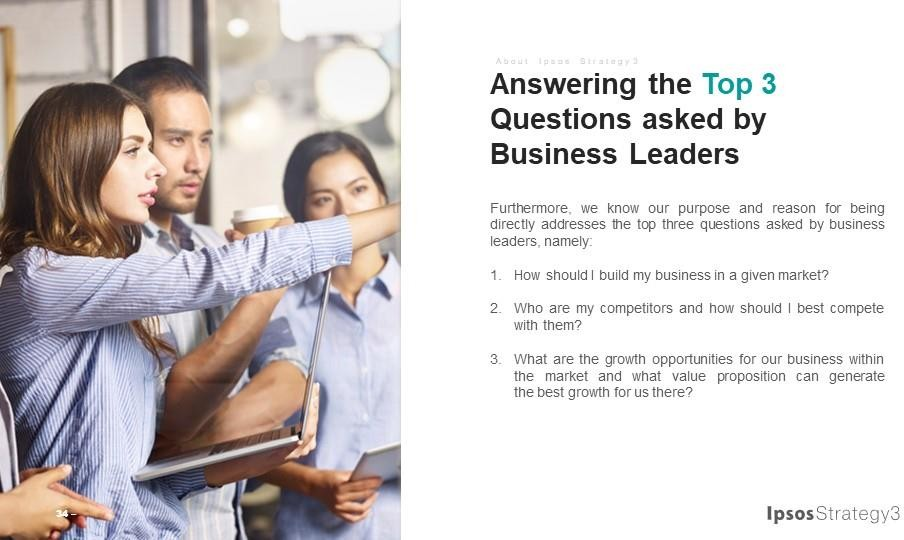 About Ipsos Strategy3
Answering the Top 3
Questions asked by
Business Leaders
Furthermore, we know our purpose and reason for being
directly addresses the top three questions asked by business
leaders, namely:
1. How should I build my business in a given market?
2. Who are my competitors and how should I best compete
with them?
3. What are the growth opportunities for our business within
the market and what value proposition can generate
the best growth for us there?
34 –
IpsosStrategy3